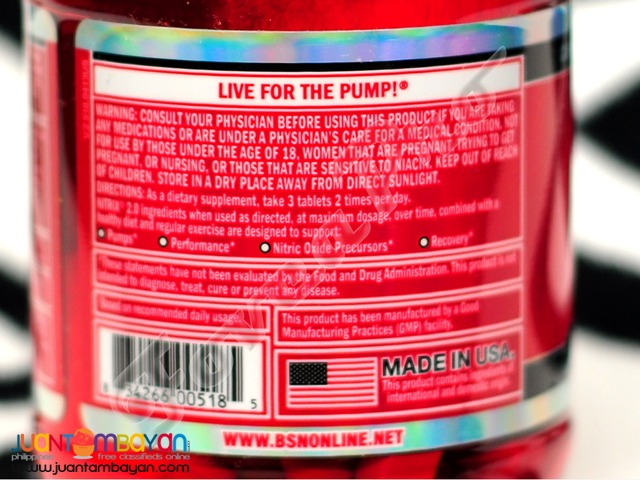 LIVE FOR THE PUMP!®
WARNING: CONSULT YOUR PHYSICIAN BEFORE USING THIS PRODUCT IF YOU ARE TAKING
ANY MEDICATIONS OR ARE UNDER A PHYSICIAN'S CARE FOR A MEDICAL CONDITION. NOT
FOR USE BY THOSE UNDER THE AGE OF 18, WOMEN THAT ARE PREGNANT, TRYING TO GET
PREGNANT, OR NURSING, OR THOSE THAT ARE SENSITIVE TO NIACIN. KEEP OUT OF REACH
OF CHILDREN. STORE IN A DRY PLACE AWAY FROM DIRECT SUNLIGHT.
DIRECTIONS: As a dietary supplement, take 3 tablets 2 times per day.
NITRIX® 2.0 ingredients when used as directed, at maximum dosage, over time, combined with a
healthy diet and regular exercise are designed to support:
Pumps* Performance* Nitric Oxide Precursors* Recovery*
*These statements have not been evaluated by the Food and Drug Administration. This product is not
intended to diagnose, treat, cure or prevent any disease.
Based on recommended daily usage.
This product has been manufactured by a Good
Manufacturing Practices (GMP) facility.
MADE IN USA.
This product contains ingredients of
international and domestic origin.
8 34266 00518 5
WWW.BSNONLINE.NET
JUANTAMBAYAN
philippines free classifieds online
www.juantambayan.com